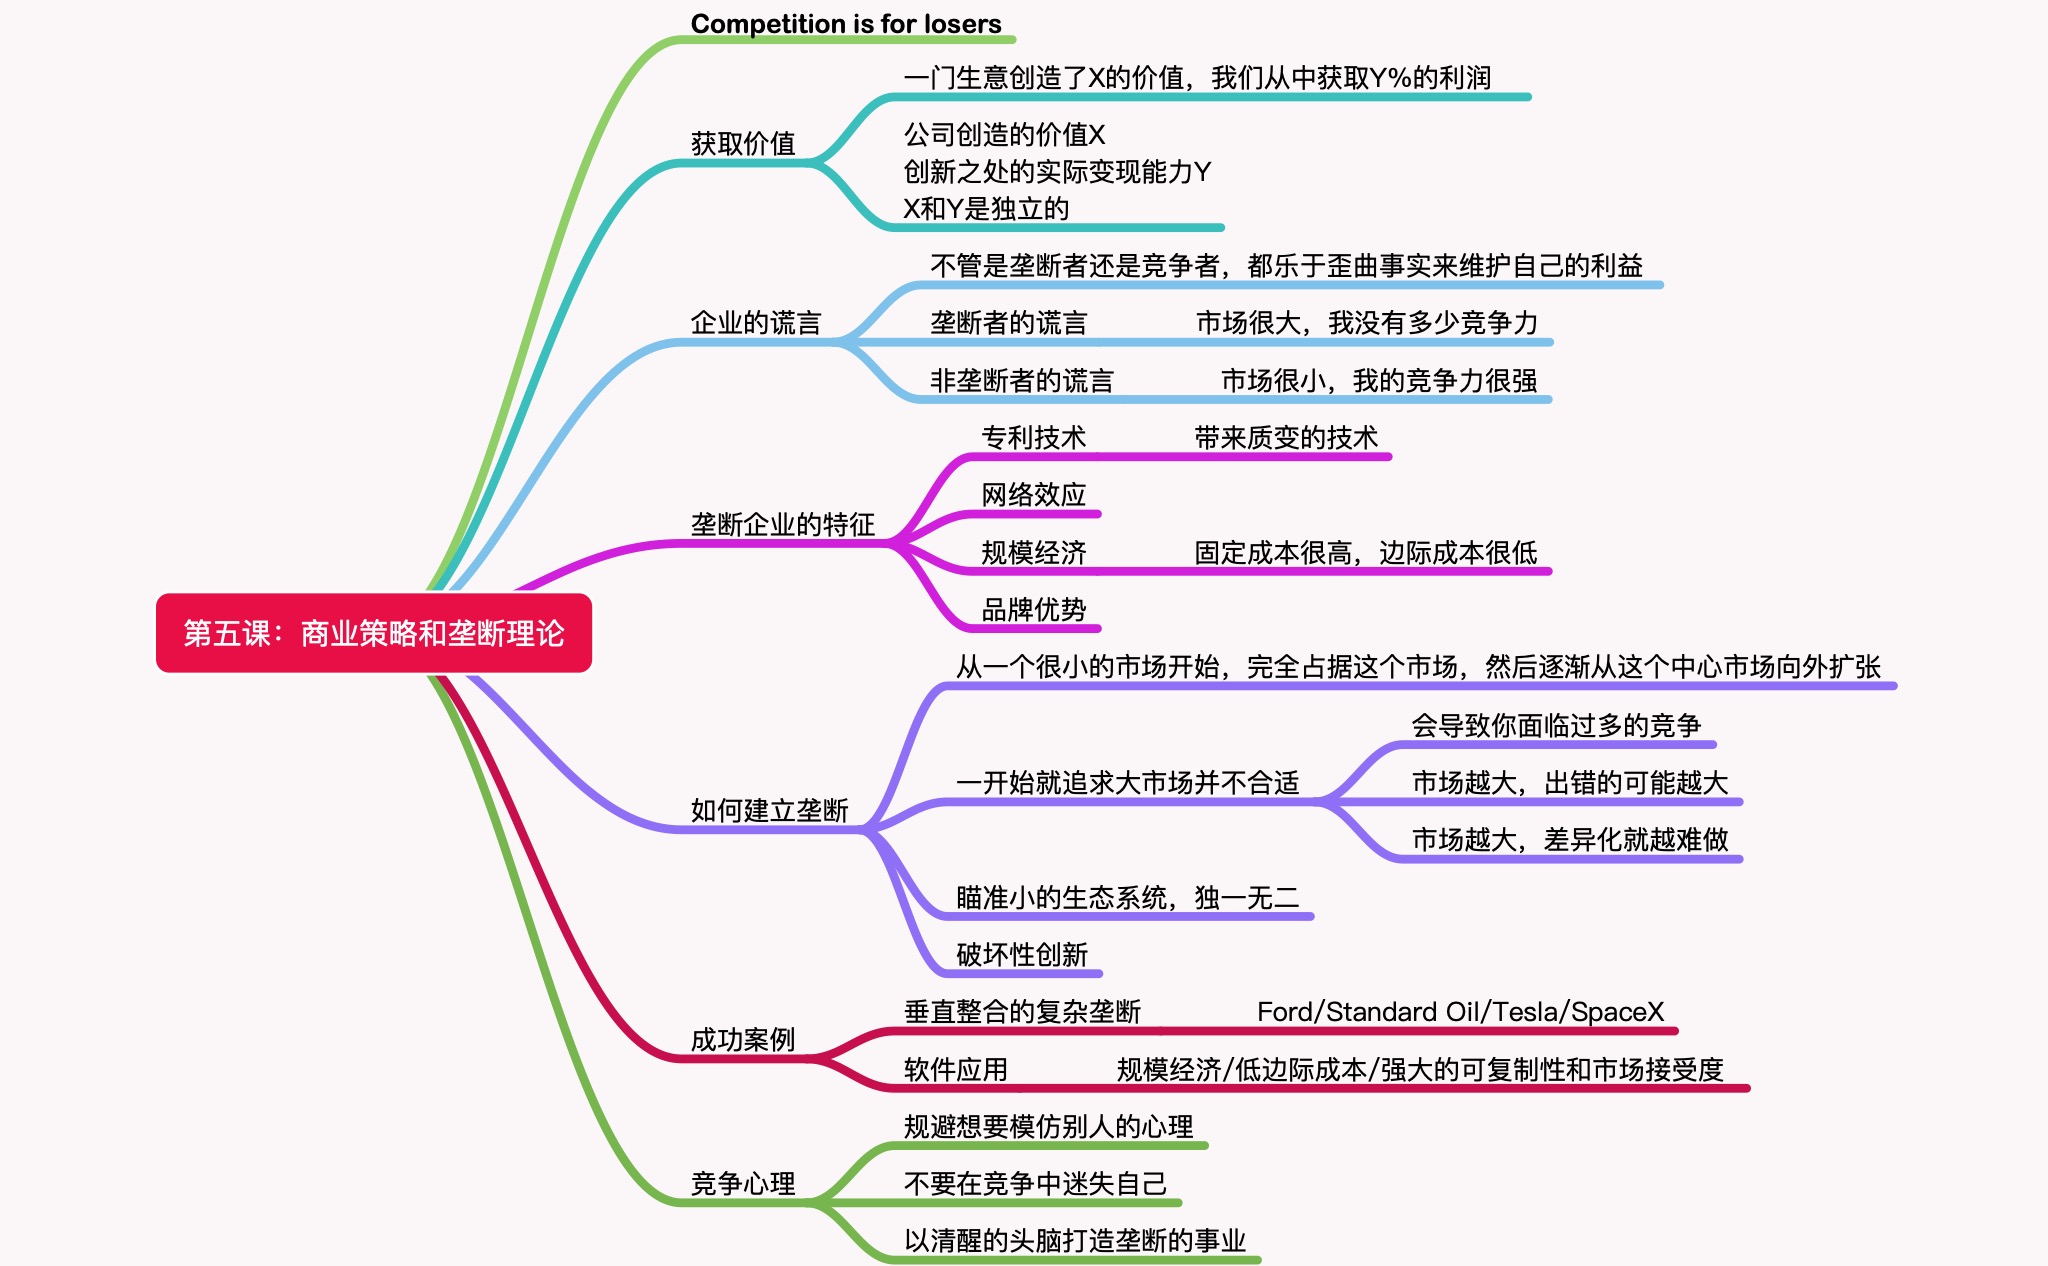 Competition is for losers
一门生意创造了X的价值，我们从中获取Y%的利润
获取价值
公司创造的价值X
创新之处的实际变现能力Y
X和Y是独立的
不管是垄断者还是竞争者，都乐于歪曲事实来维护自己的利益
企业的谎言
垄断者的谎言
市场很大，我没有多少竞争力
非垄断者的谎言
市场很小，我的竞争力很强
专利技术
带来质变的技术
网络效应
垄断企业的特征
规模经济
固定成本很高，边际成本很低
品牌优势
第五课：商业策略和垄断理论
从一个很小的市场开始，完全占据这个市场，然后逐渐从这个中心市场向外扩张
会导致你面临过多的竞争
一开始就追求大市场并不合适
市场越大，出错的可能越大
如何建立垄断
市场越大，差异化就越难做
瞄准小的生态系统，独一无二
破坏性创新
垂直整合的复杂垄断
Ford/Standard Oil/Tesla/SpaceX
成功案例
软件应用
规模经济/低边际成本/强大的可复制性和市场接受度
规避想要模仿别人的心理
竞争心理
不要在竞争中迷失自己
以清醒的头脑打造垄断的事业